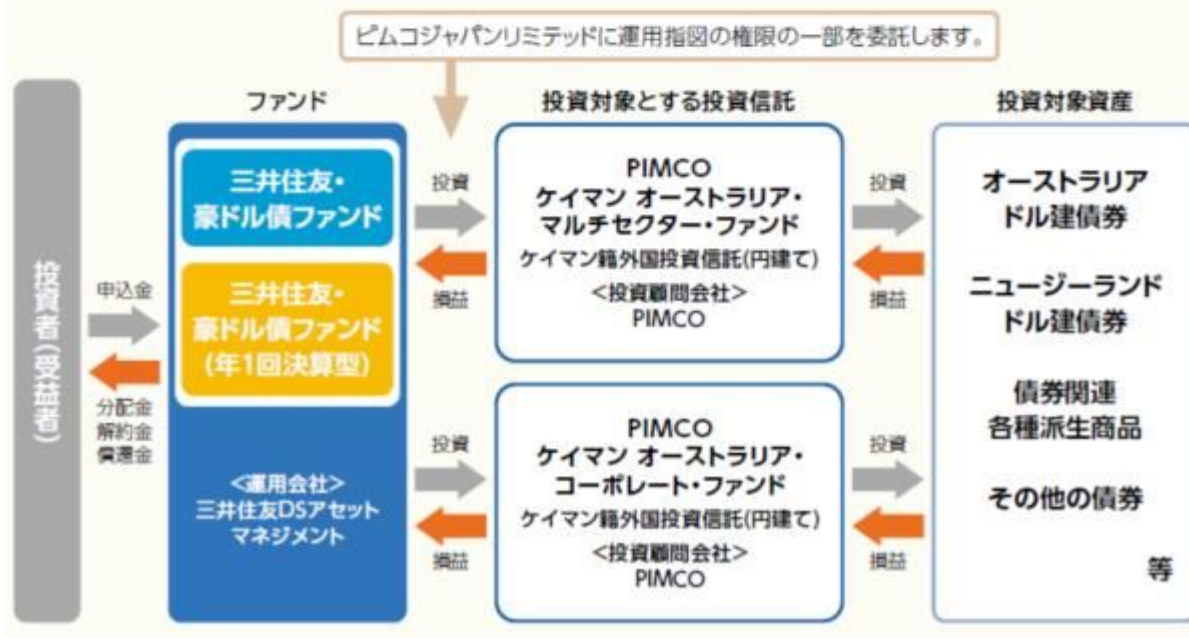 ピムコジャパンリミテッドに運用指図の権限の一部を委託します。
ファンド
投資対象とする投資信託
投資対象資産
投資者(受益者)
申込金
分配金
解約金
償還金
三井住友・
豪ドル債ファンド
三井住友・
豪ドル債ファンド
(年1回決算型)
<運用会社>
三井住友DSアセット
マネジメント
投資
損益
投資
損益
PIMCO
ケイマン オーストラリア・
マルチセクター・ファンド
ケイマン籍外国投資信託(円建て)
<投資顧問会社>
PIMCO
PIMCO
ケイマン オーストラリア・
コーポレート・ファンド
ケイマン籍外国投資信託(円建て)
<投資顧問会社>
PIMCO
投資
損益
投資
損益
オーストラリア
ドル建債券
ニュージーランド
ドル建債券
債券関連
各種派生商品
その他の債券
等